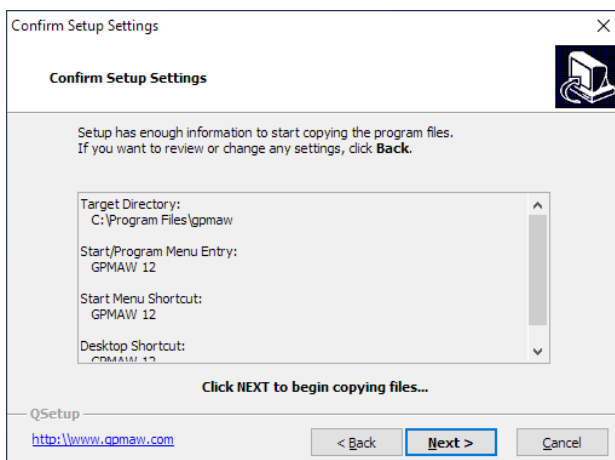 Confirm Setup Settings
Confirm Setup Settings
Setup has enough information to start copying the program files.
If you want to review or change any settings, click Back.
Target Directory:
C:\Program Files\gpmaw
Start/Program Menu Entry:
GPMAW 12
Start Menu Shortcut:
GPMAW 12
Desktop Shortcut:
GPMAW 12
Click NEXT to begin copying files...
QSetup
http:\\www.gpmaw.com
< Back
Next >
Cancel